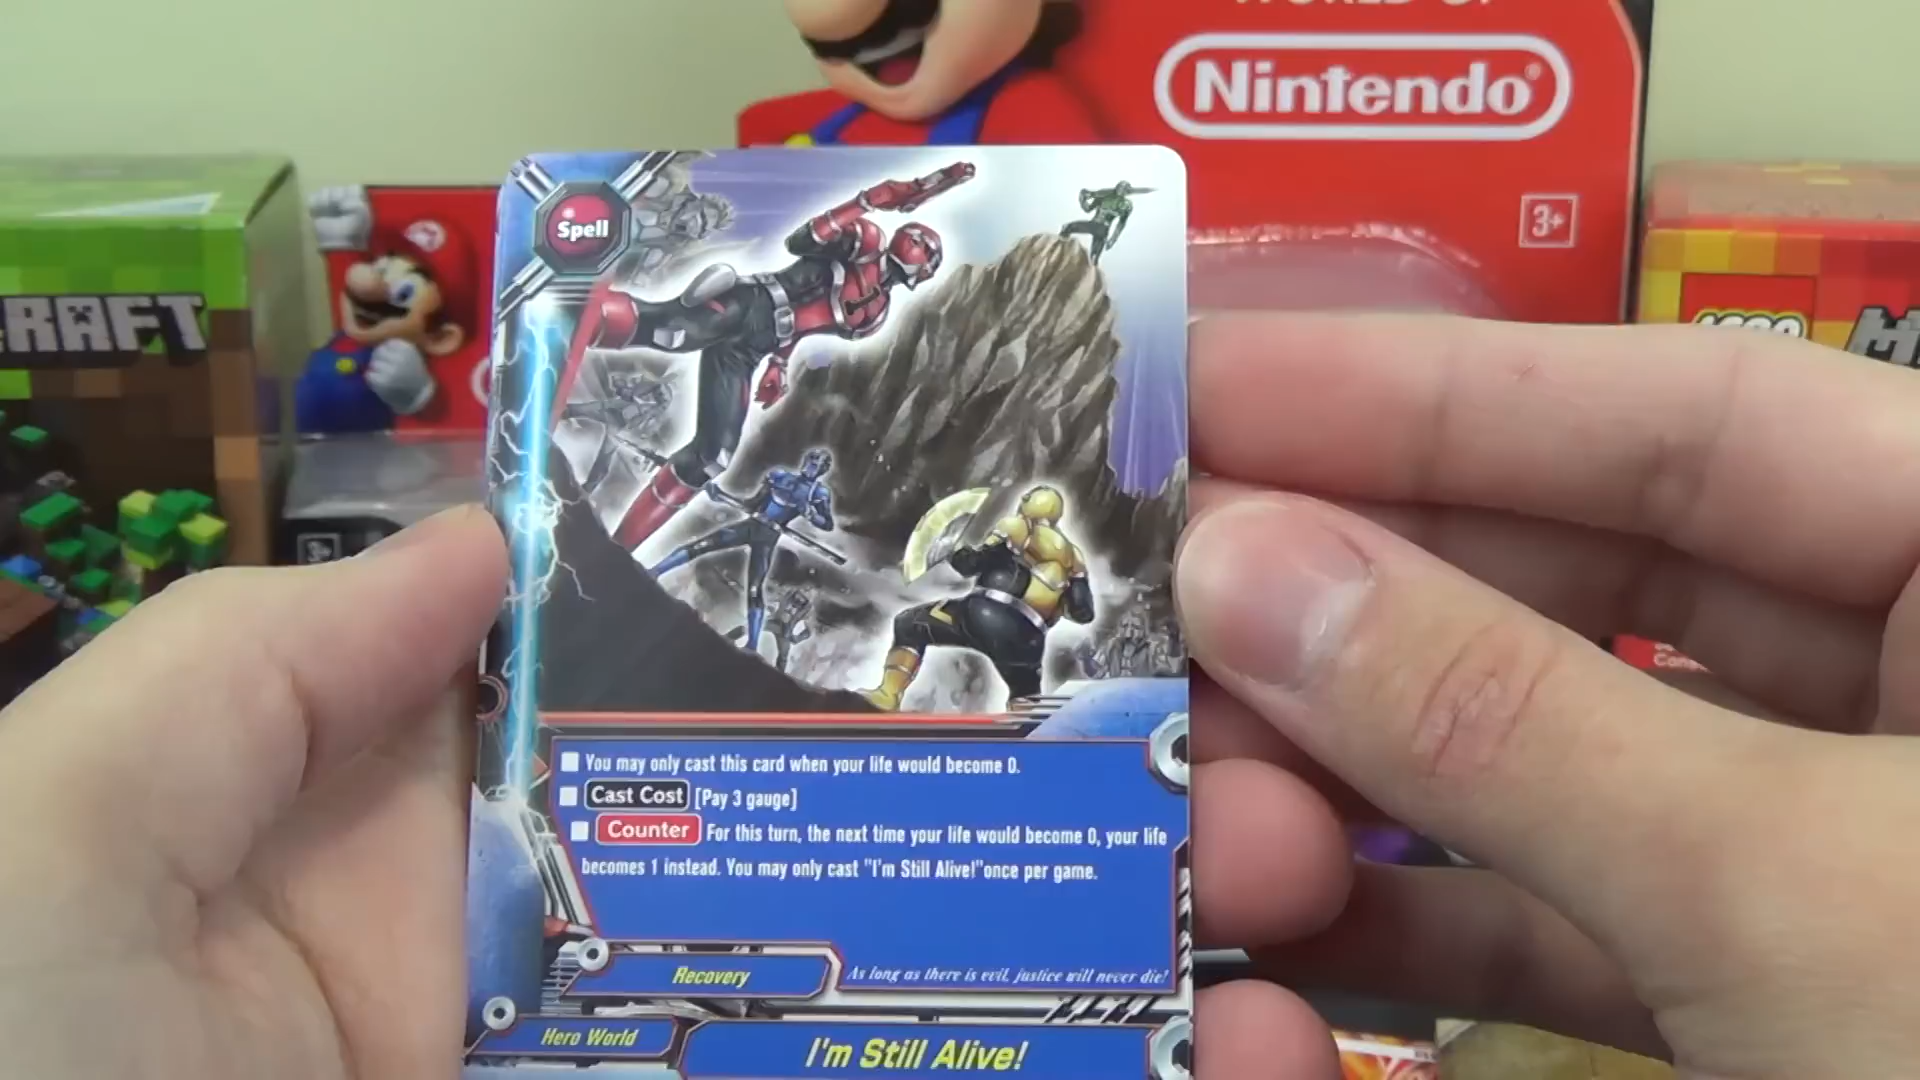 Nintendo®
3+
RAFT
Spell
3+
You may only cast this card when your life would become 0.
Cast Cost [Pay 3 gauge]
Counter For this turn, the next time your life would become 0, your life
becomes 1 instead. You may only cast "I'm Still Alive!"once per game.
Recovery
As long as there is evil, justice will never die!
Hero World
I'm Still Alive!